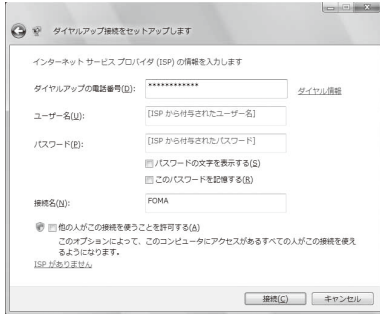 ダイヤルアップ接続をセットアップします
インターネット サービス プロバイダ (ISP) の情報を入力します
ダイヤルアップの電話番号(D):
************
ダイヤル情報
ユーザー名(U):
[ISP から付与されたユーザー名]
パスワード(P):
[ISP から付与されたパスワード]
パスワードの文字を表示する(S)
このパスワードを記憶する(R)
接続名(N):
FOMA
他の人がこの接続を使うことを許可する(A)
このオプションによって、このコンピュータにアクセスがあるすべての人がこの接続を使え
るようになります。
ISP がありません
接続(C)
キャンセル